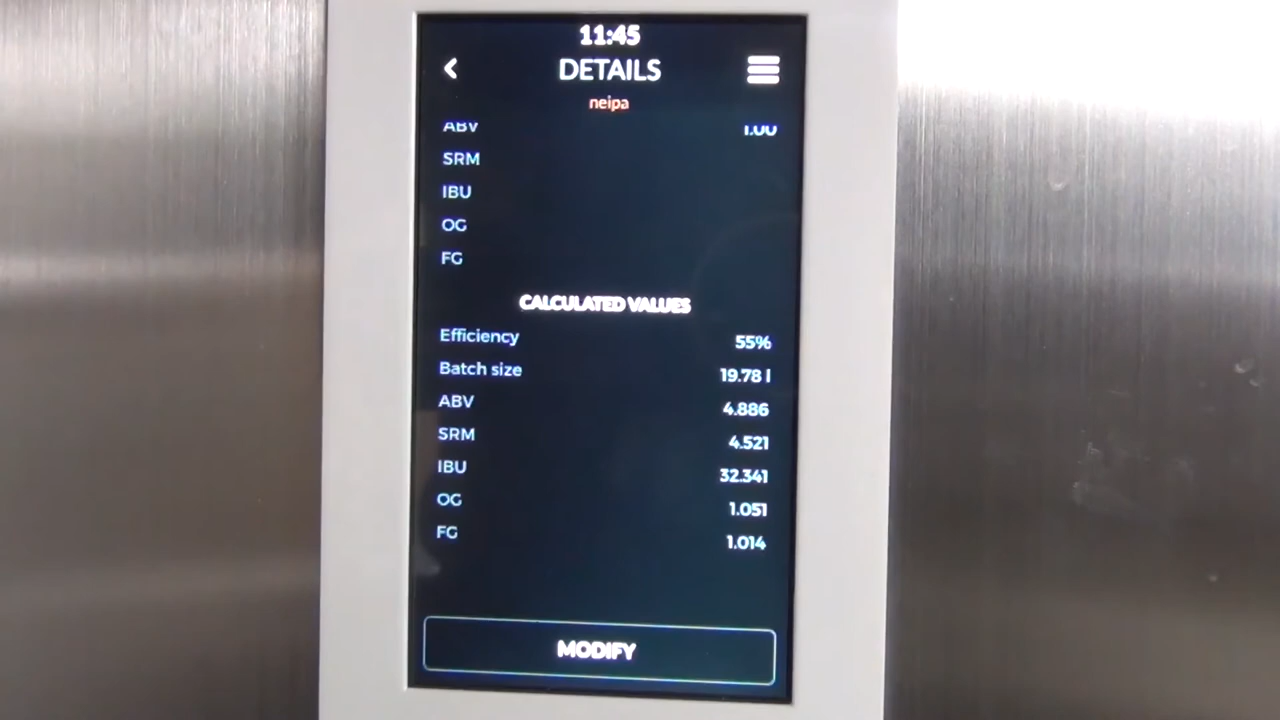 11:45
DETAILS
neipa
ABV 1.00
SRM
IBU
OG
FG
CALCULATED VALUES
Efficiency 55%
Batch size 19.78 l
ABV 4.886
SRM 4.521
IBU 32.341
OG 1.051
FG 1.014
MODIFY